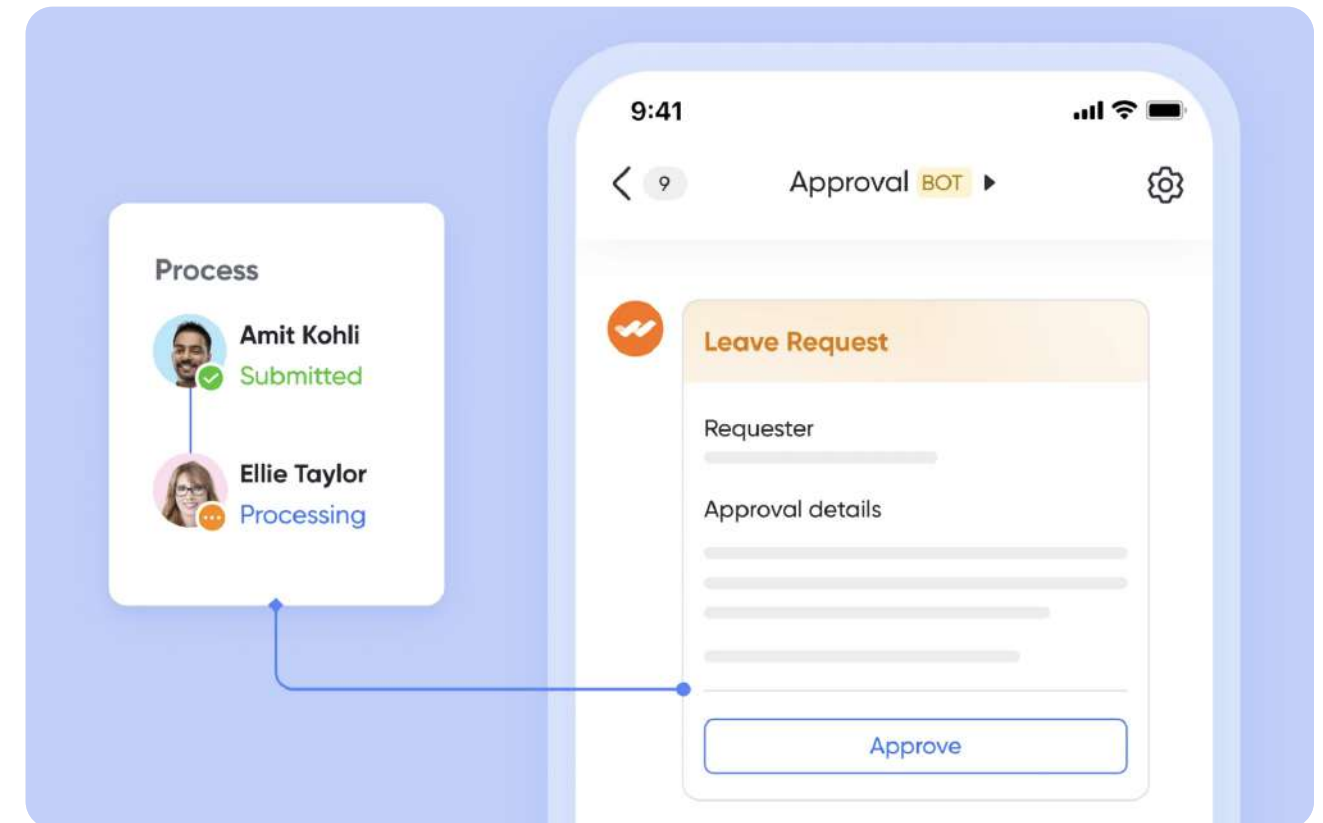 Process
Amit Kohli
Submitted
Ellie Taylor
Processing
9:41
9
Approval BOT
Leave Request
Requester
Approval details
Approve